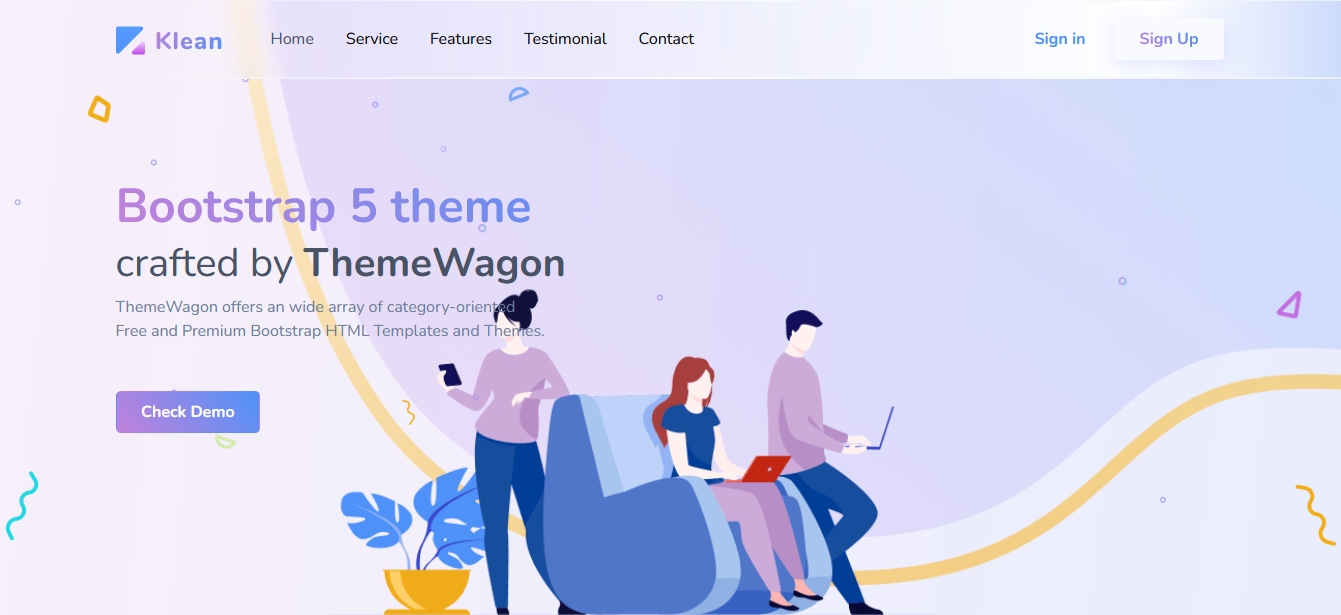 Klean
Home Service Features Testimonial Contact Sign in Sign Up
Bootstrap 5 theme
crafted by ThemeWagon
ThemeWagon offers an wide array of category-oriented
Free and Premium Bootstrap HTML Templates and Themes.
Check Demo